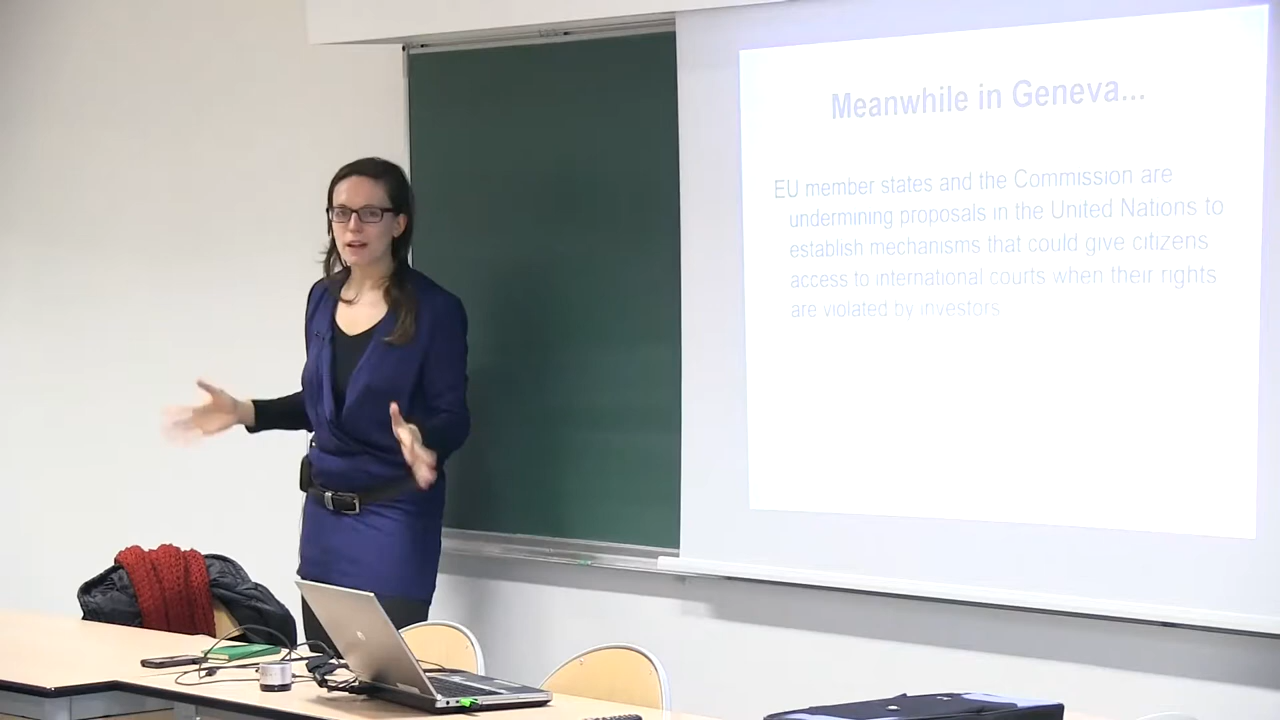 Meanwhile in Geneva...
EU member states and the Commission are
undermining proposals in the United Nations to
establish mechanisms that could give citizens
access to international courts when their rights
are violated by investors